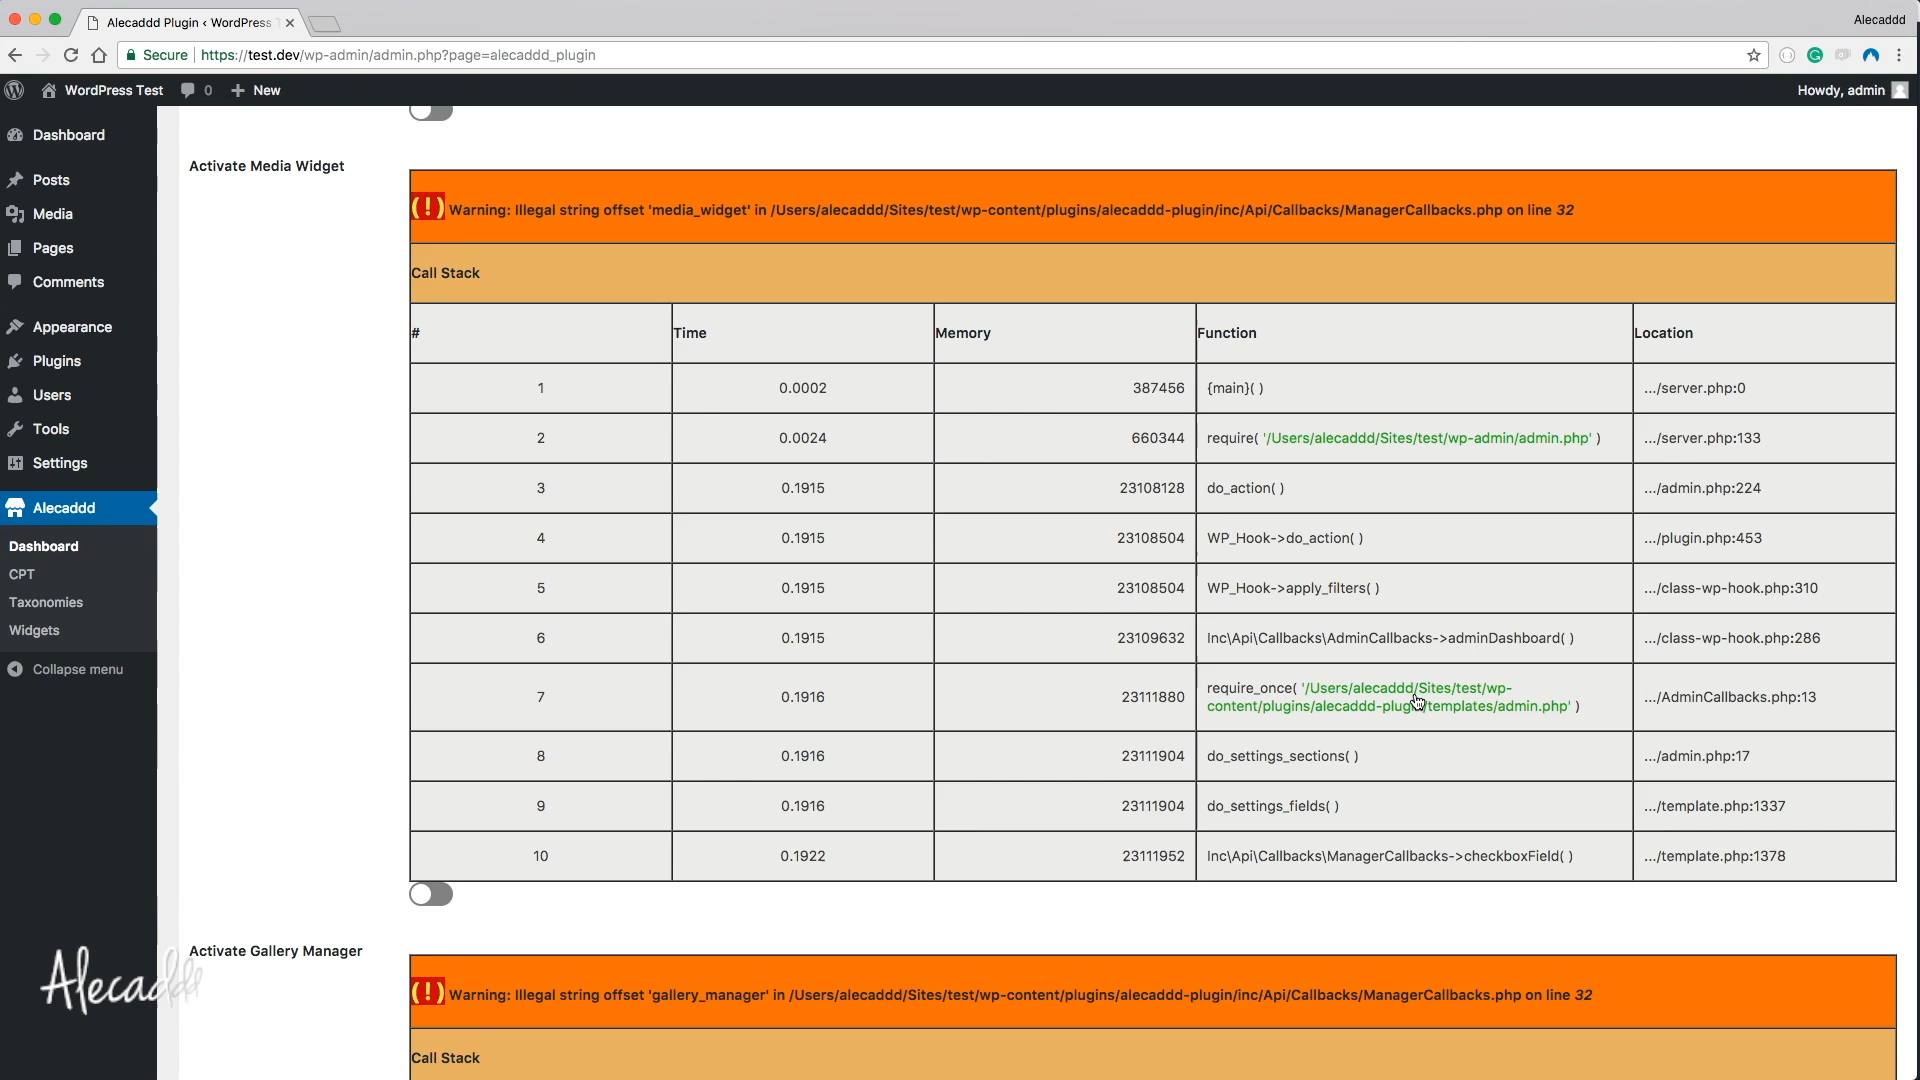 Alecaddd Plugin ‹ WordPress
Alecaddd
Secure
https://test.dev/wp-admin/admin.php?page=alecaddd_plugin
WordPress Test
0
New
Howdy, admin
Dashboard
Posts
Media
Pages
Comments
Appearance
Plugins
Users
Tools
Settings
Alecaddd
Dashboard
CPT
Taxonomies
Widgets
Collapse menu
Activate Media Widget
(!) Warning: Illegal string offset 'media_widget' in /Users/alecaddd/Sites/test/wp-content/plugins/alecaddd-plugin/inc/Api/Callbacks/ManagerCallbacks.php on line 32
Call Stack
# Time Memory Function Location
1 0.0002 387456 {main}( ) .../server.php:0
2 0.0024 660344 require( '/Users/alecaddd/Sites/test/wp-admin/admin.php' ) .../server.php:133
3 0.1915 23108128 do_action( ) .../admin.php:224
4 0.1915 23108504 WP_Hook->do_action( ) .../plugin.php:453
5 0.1915 23108504 WP_Hook->apply_filters( ) .../class-wp-hook.php:310
6 0.1915 23109632 Inc\Api\Callbacks\AdminCallbacks->adminDashboard( ) .../class-wp-hook.php:286
7 0.1916 23111880 require_once( '/Users/alecaddd/Sites/test/wp-
content/plugins/alecaddd-plugin/templates/admin.php' ) .../AdminCallbacks.php:13
8 0.1916 23111904 do_settings_sections( ) .../admin.php:17
9 0.1916 23111904 do_settings_fields( ) .../template.php:1337
10 0.1922 23111952 Inc\Api\Callbacks\ManagerCallbacks->checkboxField( ) .../template.php:1378
Activate Gallery Manager
(!) Warning: Illegal string offset 'gallery_manager' in /Users/alecaddd/Sites/test/wp-content/plugins/alecaddd-plugin/inc/Api/Callbacks/ManagerCallbacks.php on line 32
Call Stack
Alecaddd